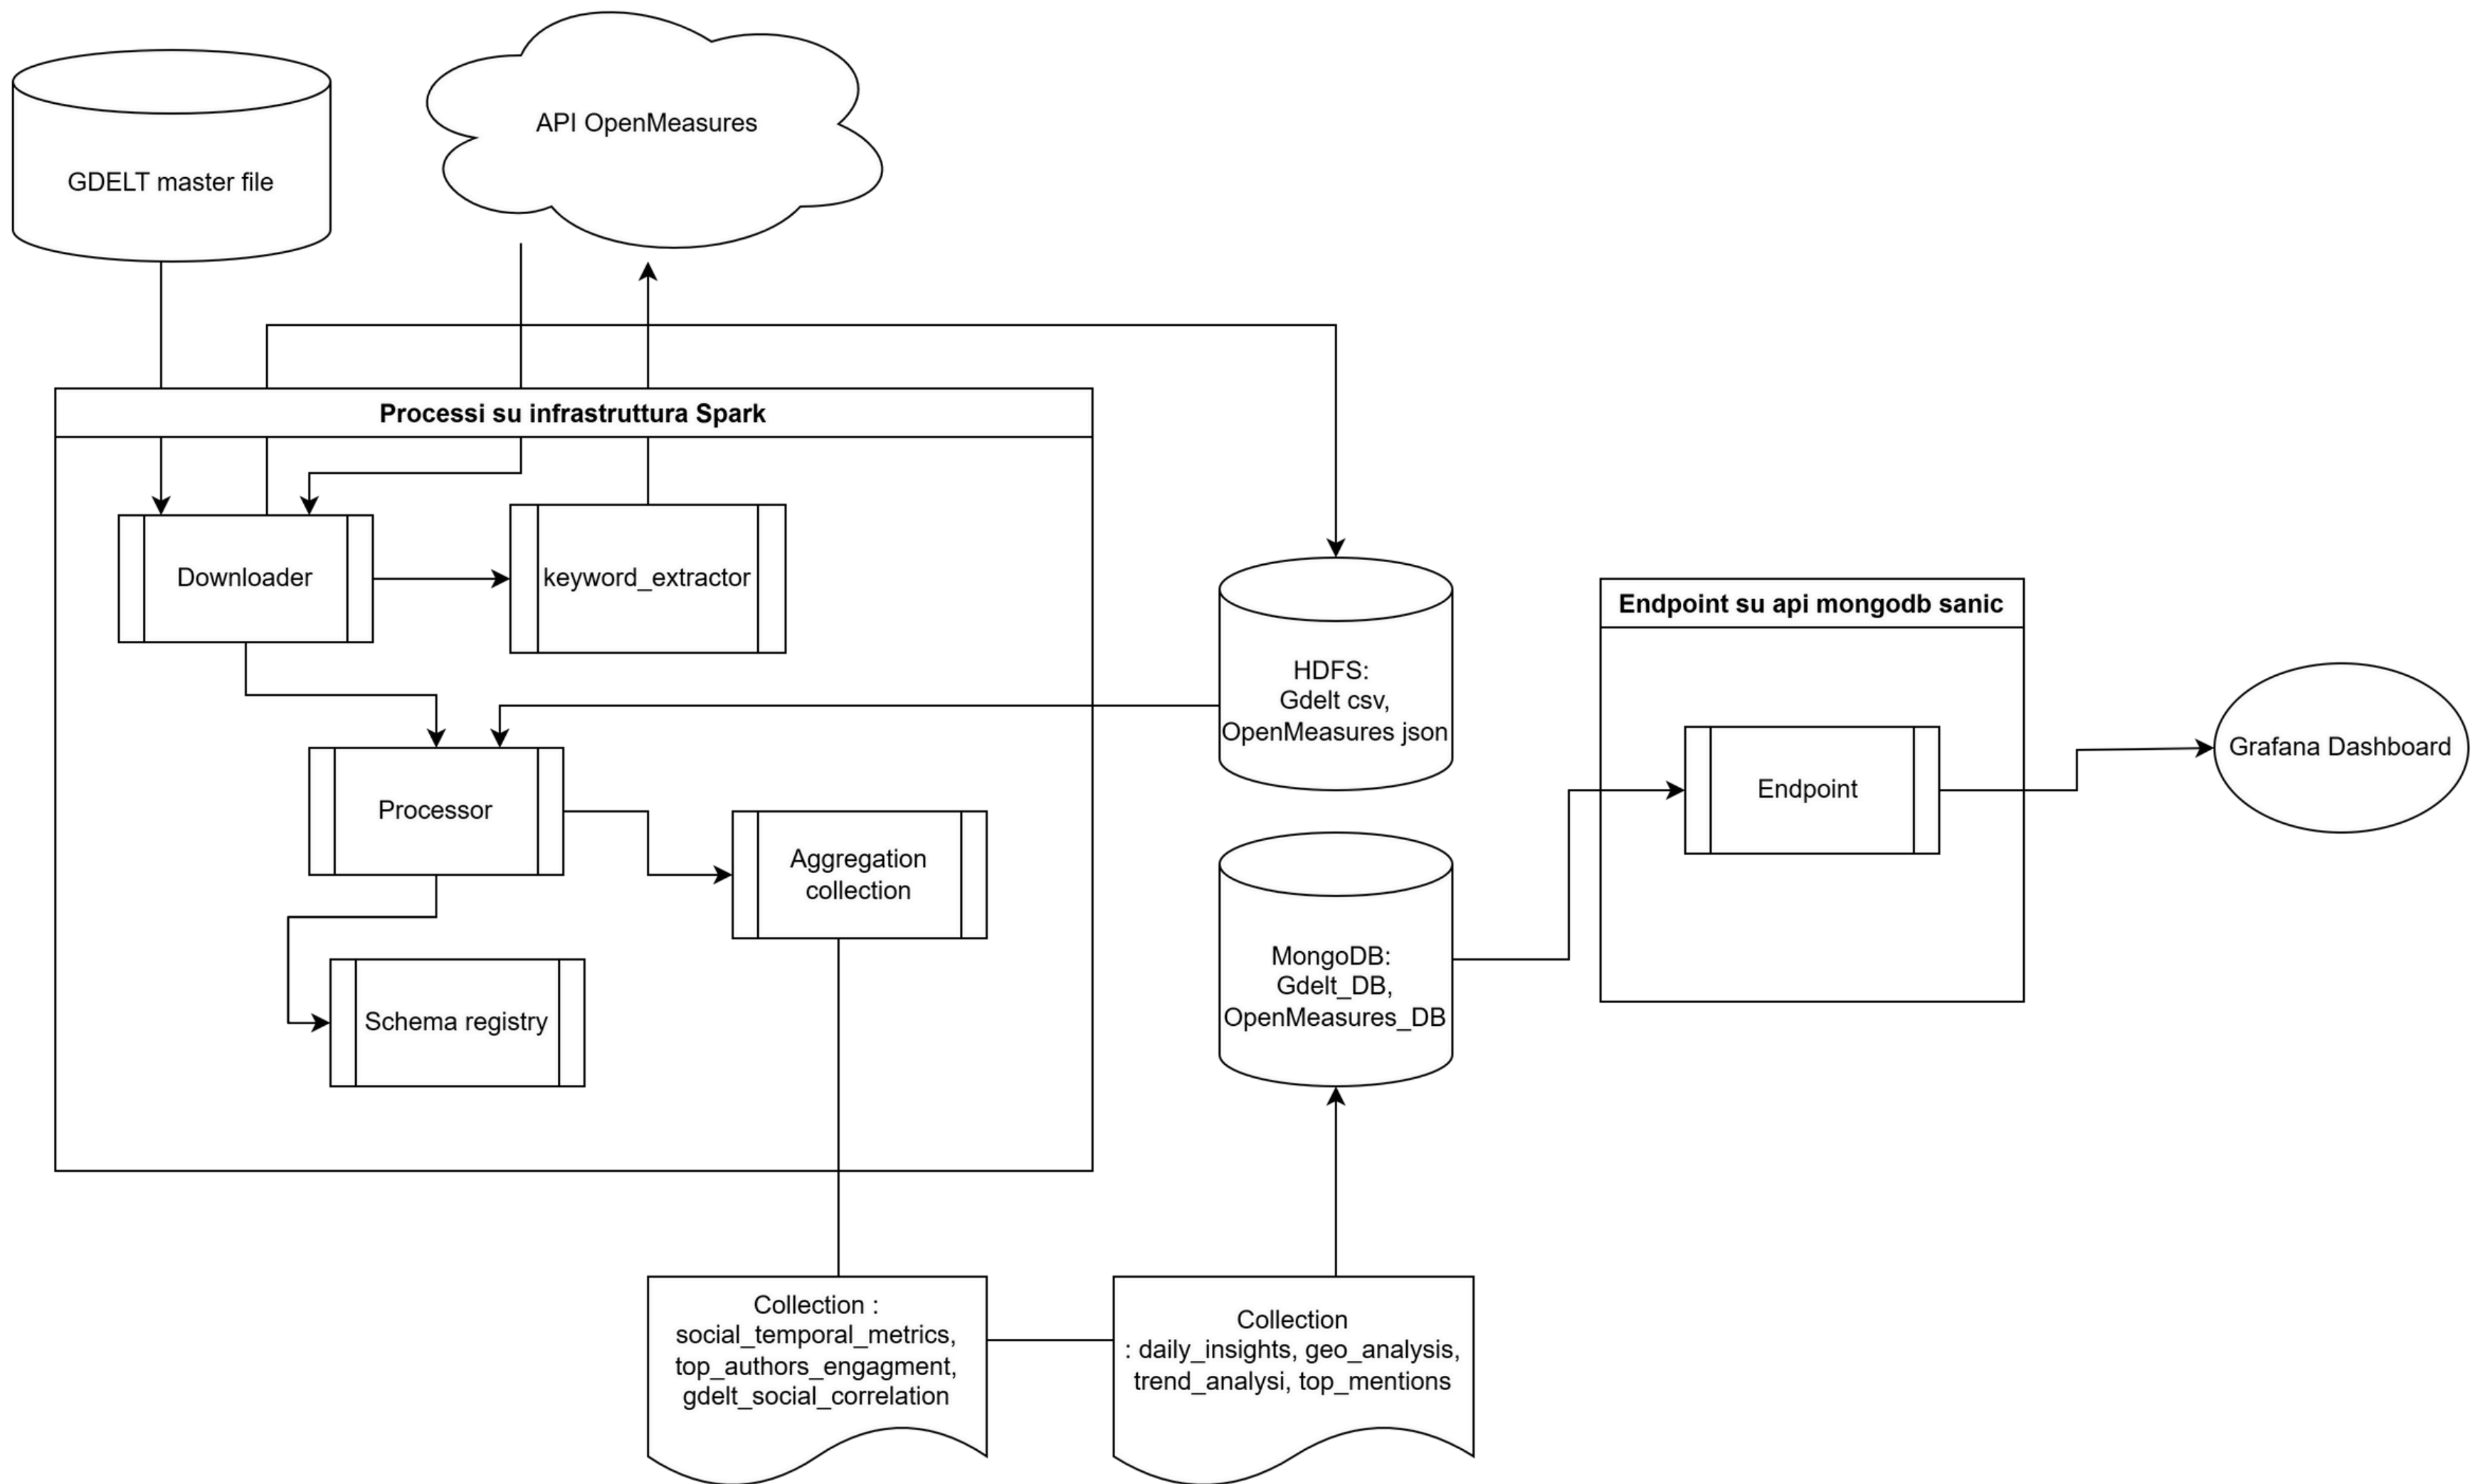 API OpenMeasures
GDELT master file
Processi su infrastruttura Spark
Downloader
keyword_extractor
Endpoint su api mongodb sanic
HDFS:
Gdelt csv,
OpenMeasures json
Grafana Dashboard
Endpoint
Processor
Aggregation
collection
MongoDB:
Gdelt_DB,
OpenMeasures_DB
Schema registry
Collection :
social_temporal_metrics,
top_authors_engagment,
gdelt_social_correlation
Collection
: daily_insights, geo_analysis,
trend_analysi, top_mentions